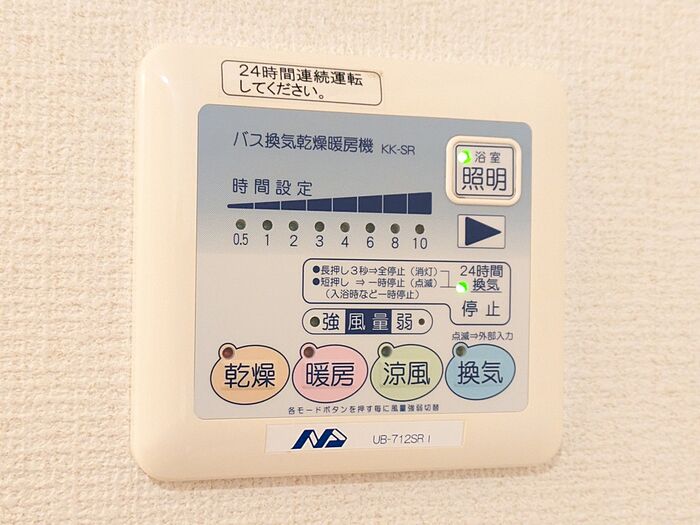 24時間連続運転
してください。
バス換気乾燥暖房機 KK-SR
浴室
照明
時間設定
0.5 1 2 3 4 6 8 10
●長押し3秒⇒全停止（消灯）
●短押し ⇒ 一時停止（点滅）
（入浴時など一時停止）
24時間
換気
停止
強 風量 弱
点滅⇒外部入力
乾燥 暖房 涼風 換気
各モードボタンを押す毎に風量強弱切替
UB-712SR I